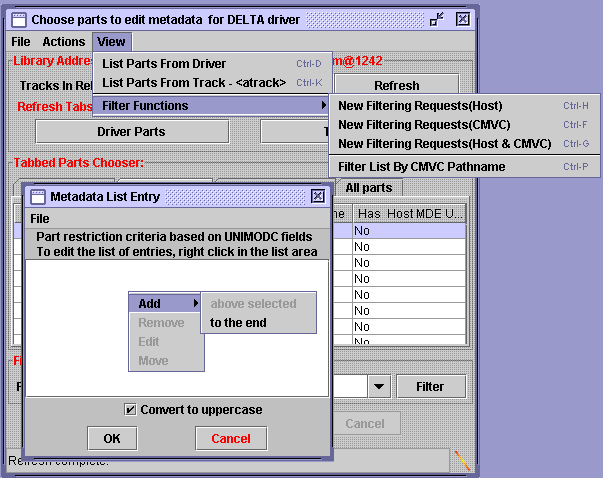 Choose parts to edit metadata for DELTA driver
File Actions View
Library Addre m@1242
List Parts From Driver Ctrl-D
List Parts From Track - <atrack> Ctrl-K
Filter Functions
Tracks In Rel
Refresh
Refresh Tabs
New Filtering Requests(Host) Ctrl-H
New Filtering Requests(CMVC) Ctrl-F
New Filtering Requests(Host & CMVC) Ctrl-G
Filter List By CMVC Pathname Ctrl-P
Driver Parts T
Tabbed Parts Chooser:
All parts
me Has Host MDE U...
No
No
No
No
No
No
No
No
Metadata List Entry
File
Part restriction criteria based on UNIMODC fields
To edit the list of entries, right click in the list area
Add
Remove
Edit
Move
above selected
to the end
Convert to uppercase
OK Cancel
Filter
Cancel
Refresh complete.